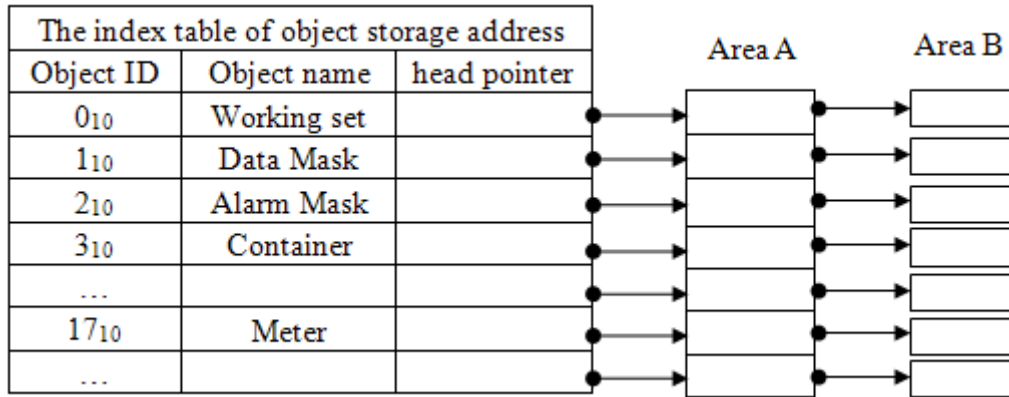 The index table of object storage address
Area A
Area B
Object ID Object name head pointer
0₁₀ Working set
1₁₀ Data Mask
2₁₀ Alarm Mask
3₁₀ Container
...
17₁₀ Meter
...